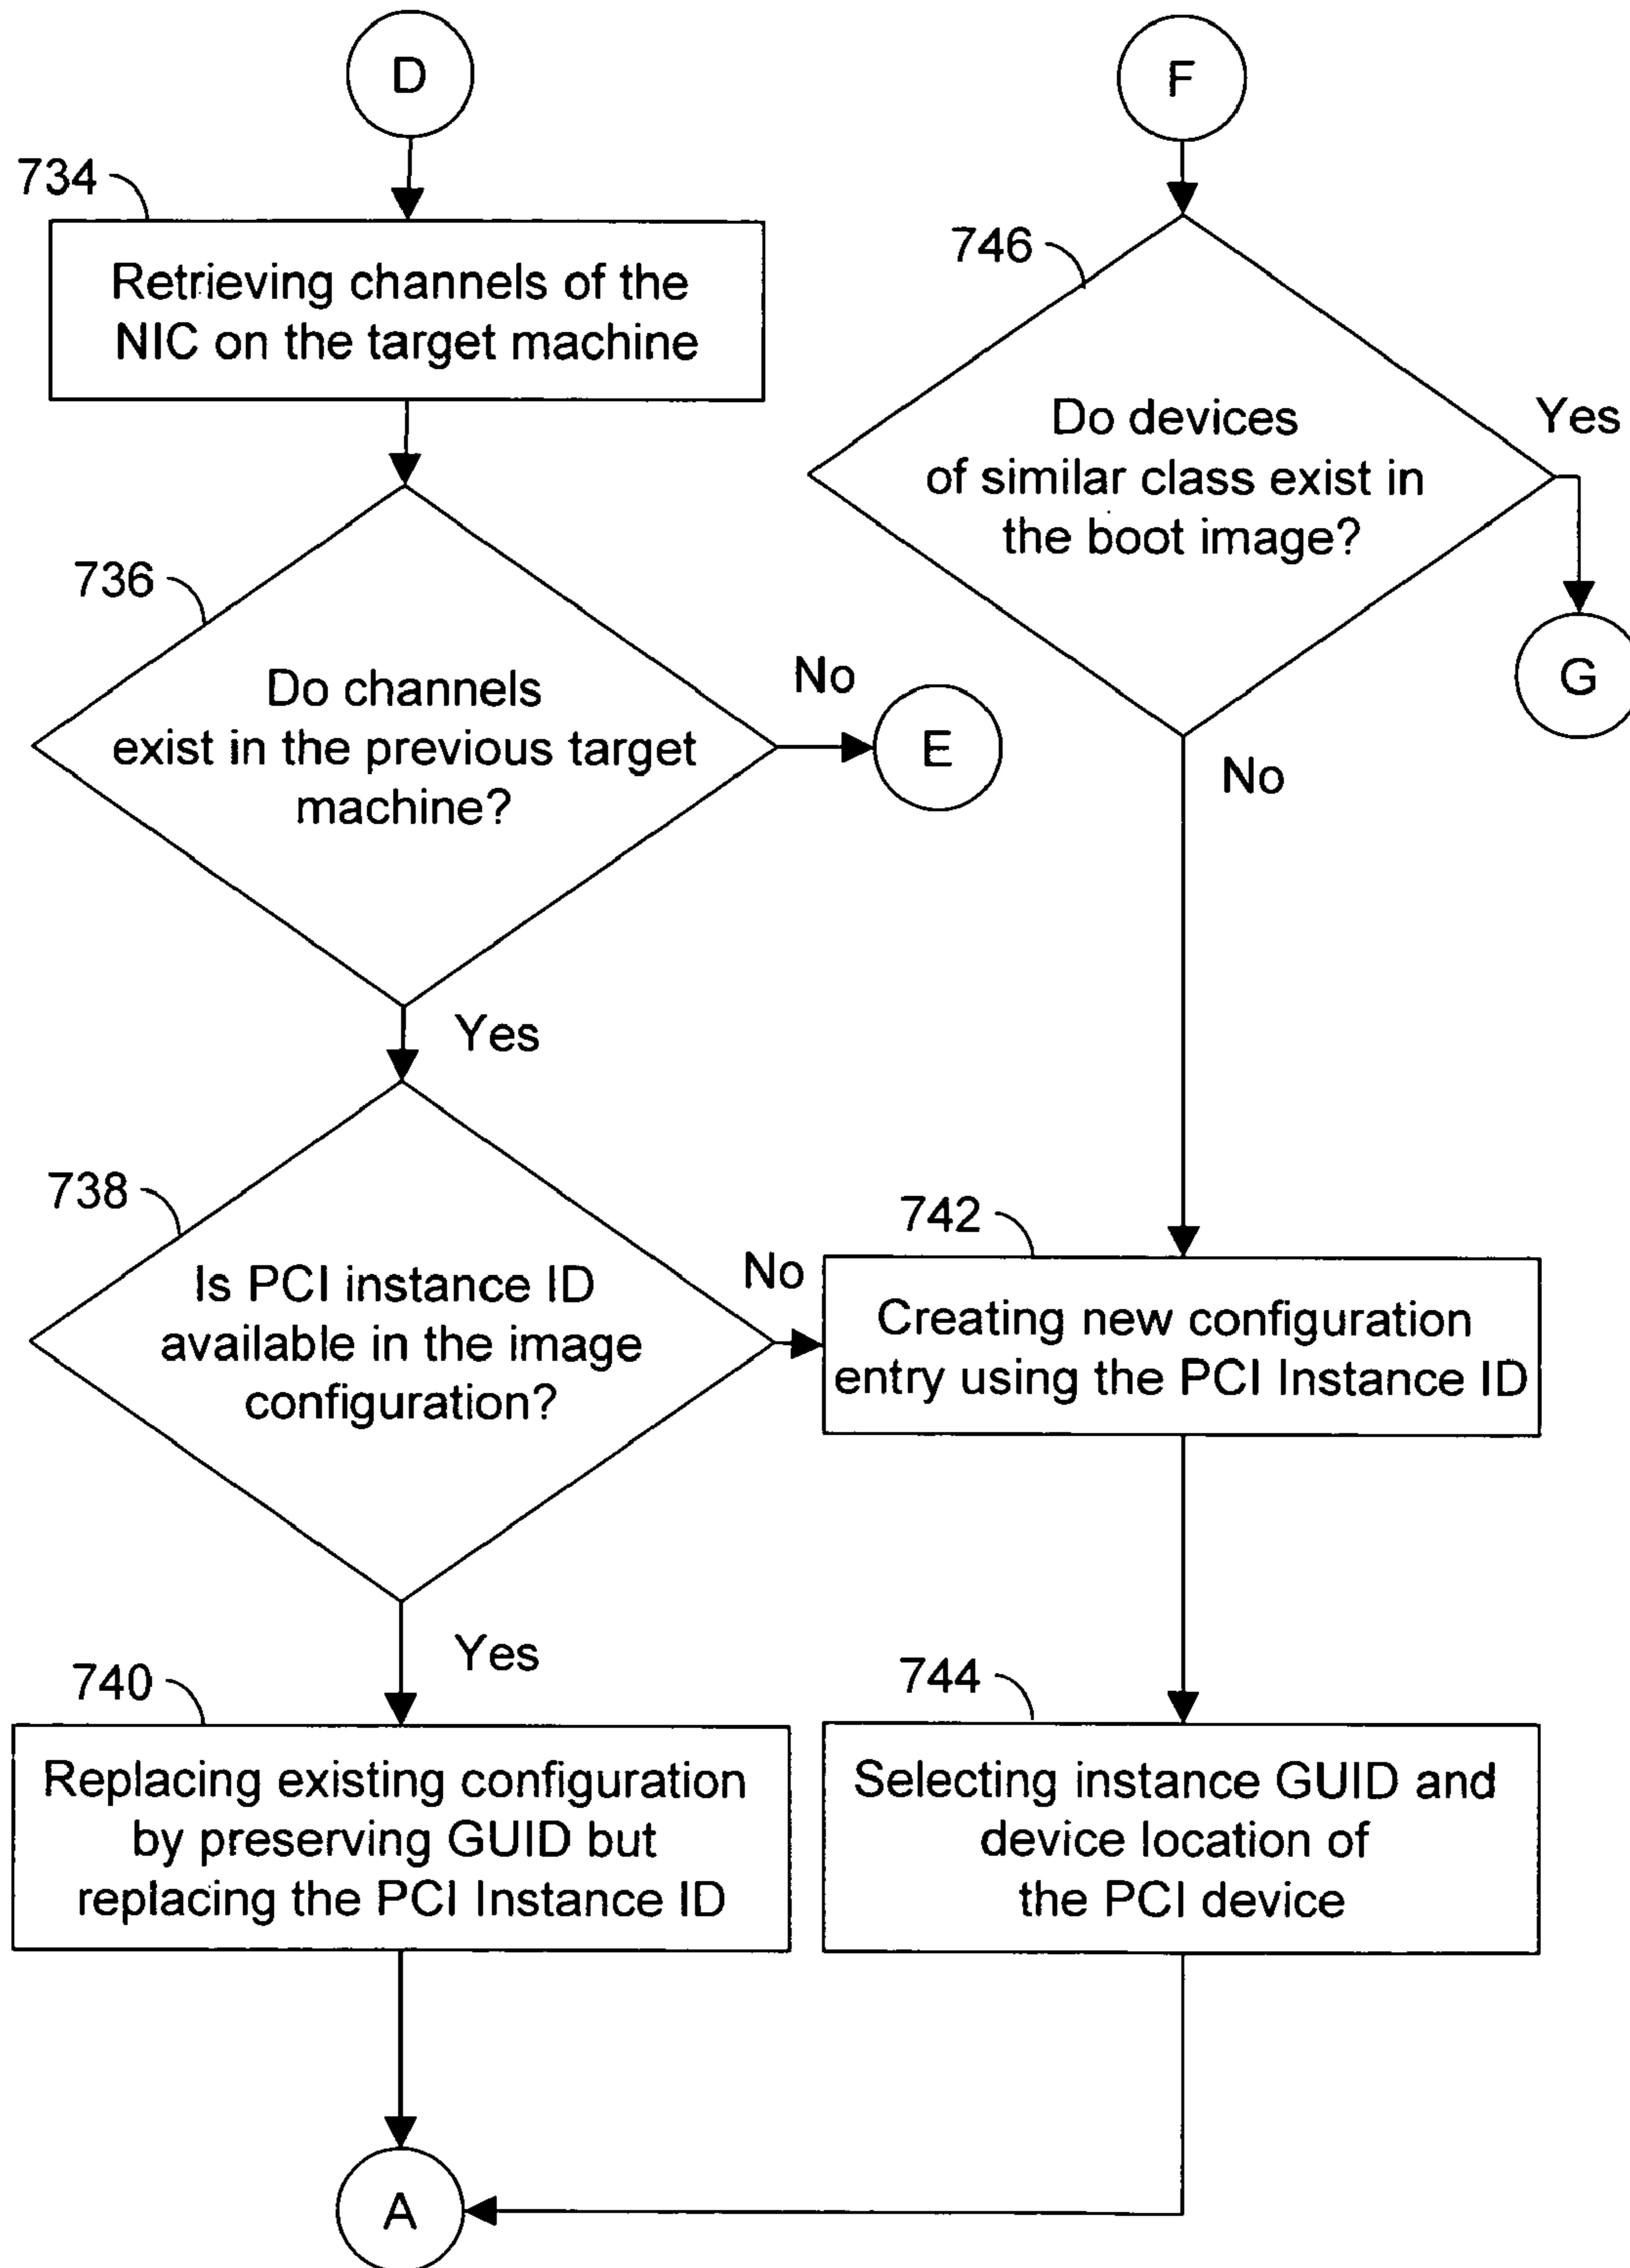 D
734
Retrieving channels of the
NIC on the target machine
736
Do channels
exist in the previous target
machine?
No
E
Yes
738
Is PCI instance ID
available in the image
configuration?
No
Yes
740
Replacing existing configuration
by preserving GUID but
replacing the PCI Instance ID
A
F
746
Do devices
of similar class exist in
the boot image?
Yes
G
No
742
Creating new configuration
entry using the PCI Instance ID
744
Selecting instance GUID and
device location of
the PCI device